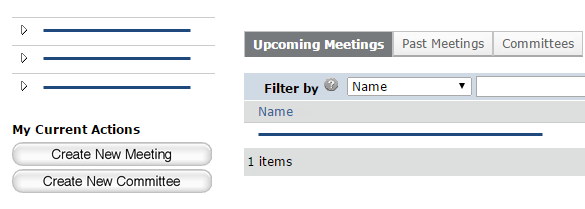 My Current Actions
Create New Meeting
Create New Committee
Upcoming Meetings
Past Meetings
Committees
Filter by ? Name
Name
1 items